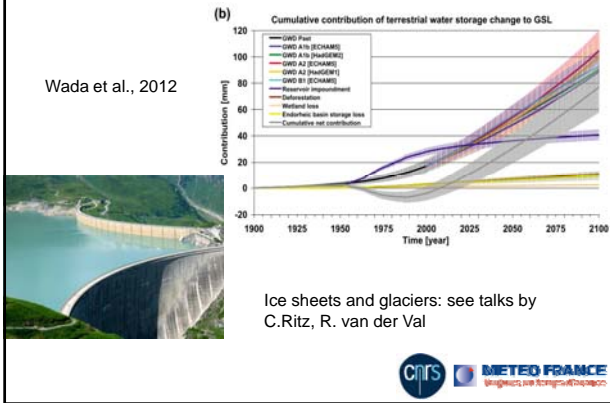 (b)
Cumulative contribution of terrestrial water storage change to GSL
Wada et al., 2012
Contribution [mm]
120
100
80
60
40
20
0
-20
GWD Past
GWD A1b [ECHAM5]
GWD A1b [HadGEM2]
GWD A2 [ECHAM5]
GWD A2 [HadGEM1]
GWD B1 [ECHAM5]
Reservoir impoundment
Deforestation
Wetland loss
Endorheic basin storage loss
Cumulative net contribution
1900 1925 1950 1975 2000 2025 2050 2075 2100
Time [year]
Ice sheets and glaciers: see talks by
C.Ritz, R. van der Val
cnrs
METEO FRANCE